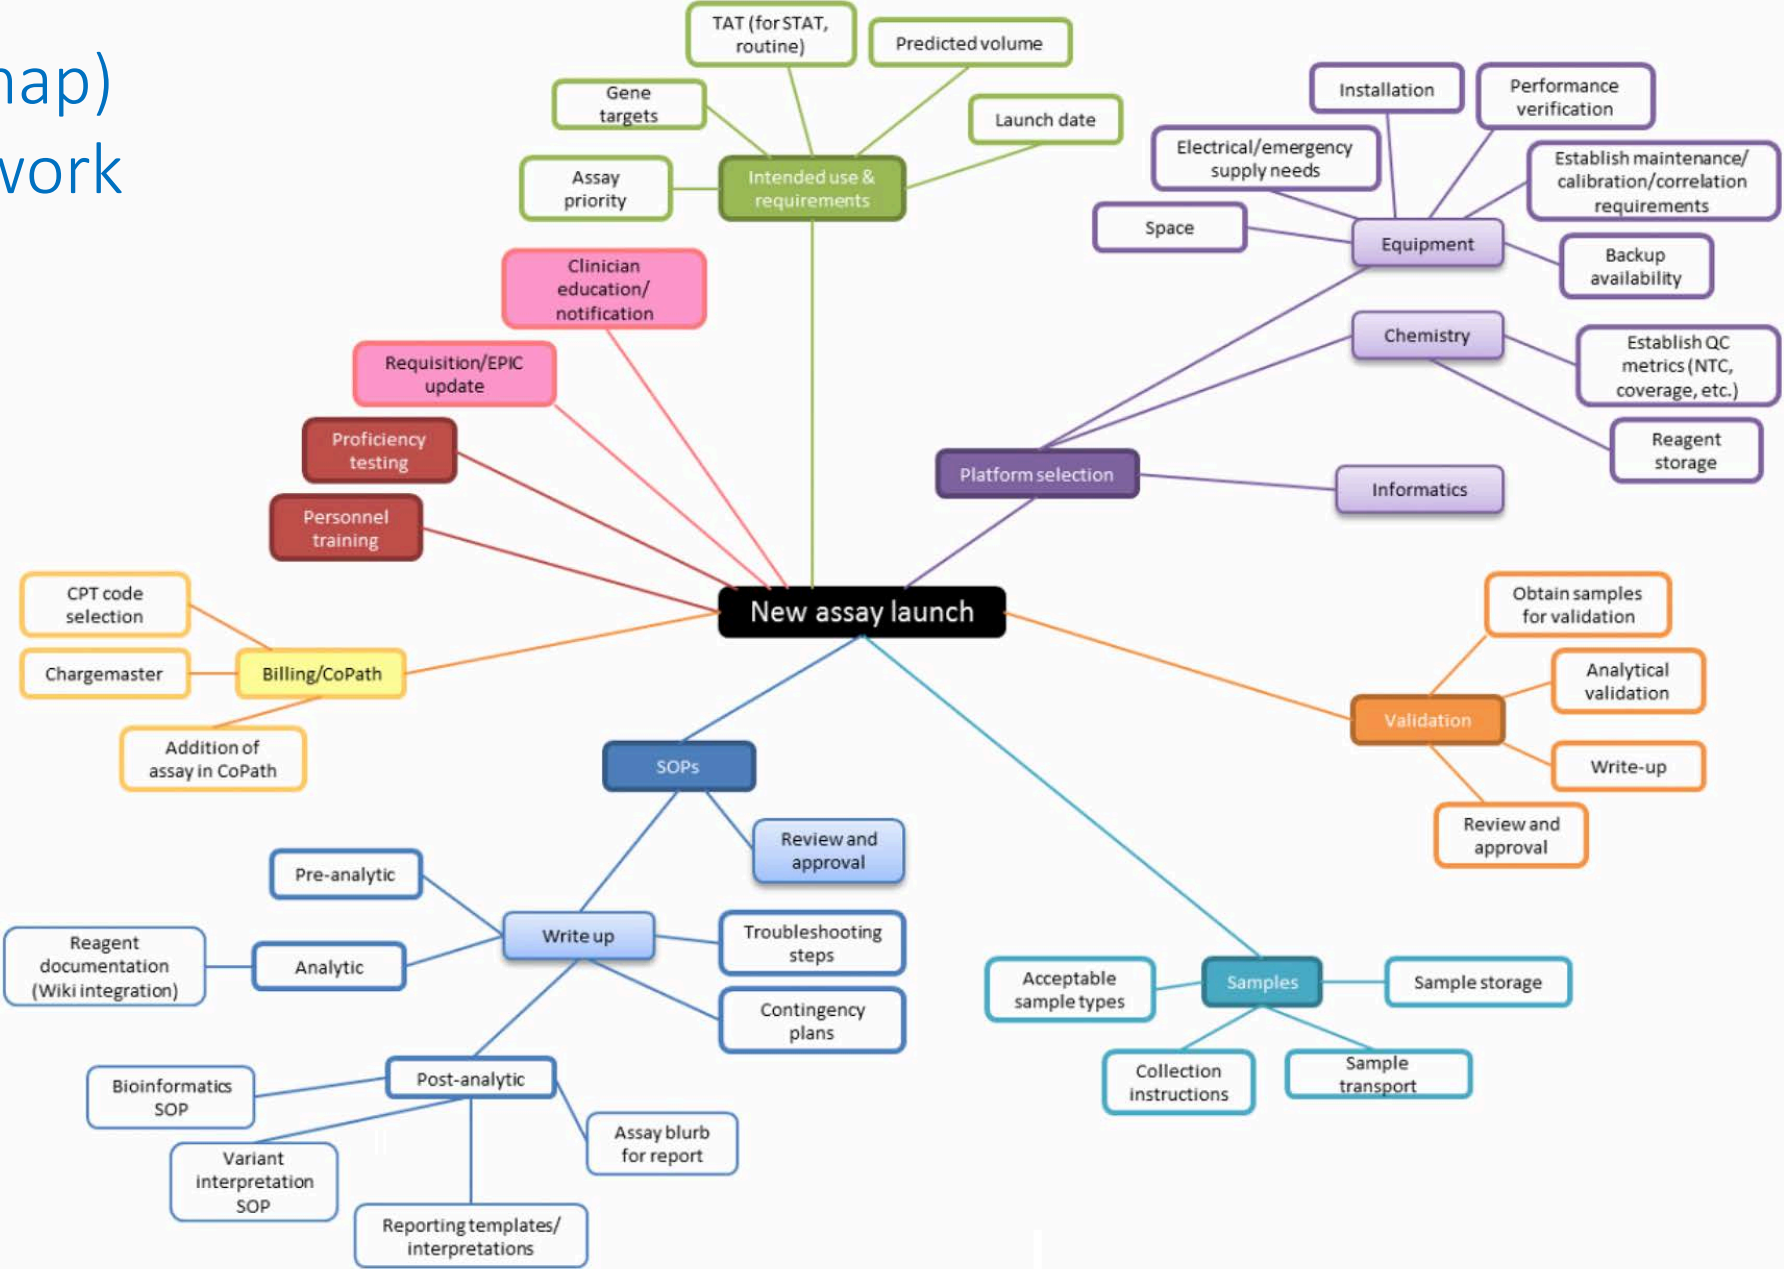 nap)
work
TAT (for STAT,
routine)
Predicted volume
Gene
targets
Launch date
Assay
priority
Intended use &
requirements
Installation
Performance
verification
Electrical/emergency
supply needs
Establish maintenance/
calibration/correlation
requirements
Space
Equipment
Backup
availability
Clinician
education/
notification
Chemistry
Establish QC
metrics (NTC,
coverage, etc.)
Requisition/EPIC
update
Reagent
storage
Proficiency
testing
Platform selection
Informatics
Personnel
training
New assay launch
CPT code
selection
Chargemaster
Billing/CoPath
Addition of
assay in CoPath
Obtain samples
for validation
Analytical
validation
Validation
Write-up
Review and
approval
SOPs
Review and
approval
Pre-analytic
Write up
Troubleshooting
steps
Reagent
documentation
(Wiki integration)
Analytic
Contingency
plans
Acceptable
sample types
Samples
Sample storage
Collection
instructions
Sample
transport
Post-analytic
Bioinformatics
SOP
Assay blurb
for report
Variant
interpretation
SOP
Reporting templates/
interpretations